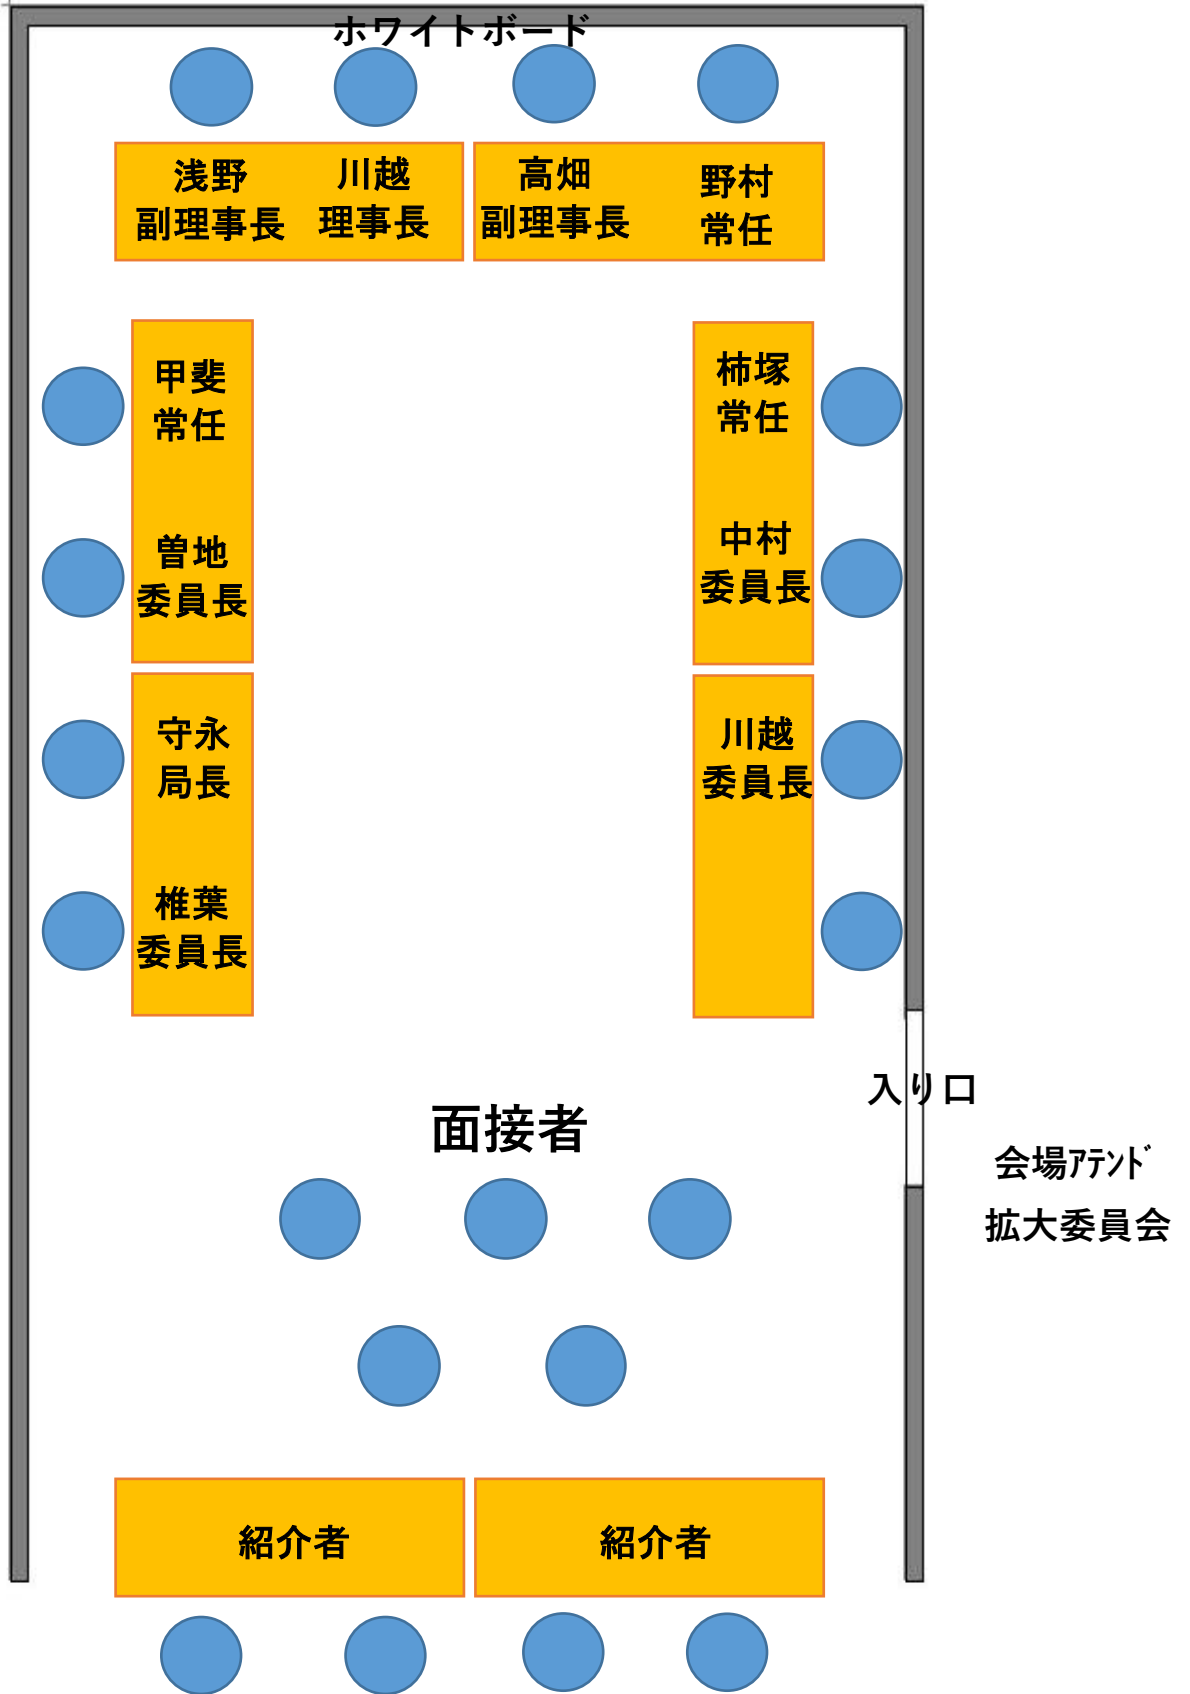 ホワイトボード
浅野
副理事長
川越
理事長
高畑
副理事長
野村
常任
甲斐
常任
曽地
委員長
守永
局長
椎葉
委員長
柿塚
常任
中村
委員長
川越
委員長
入り口
面接者
会場ｱﾃﾝﾄﾞ
拡大委員会
紹介者
紹介者